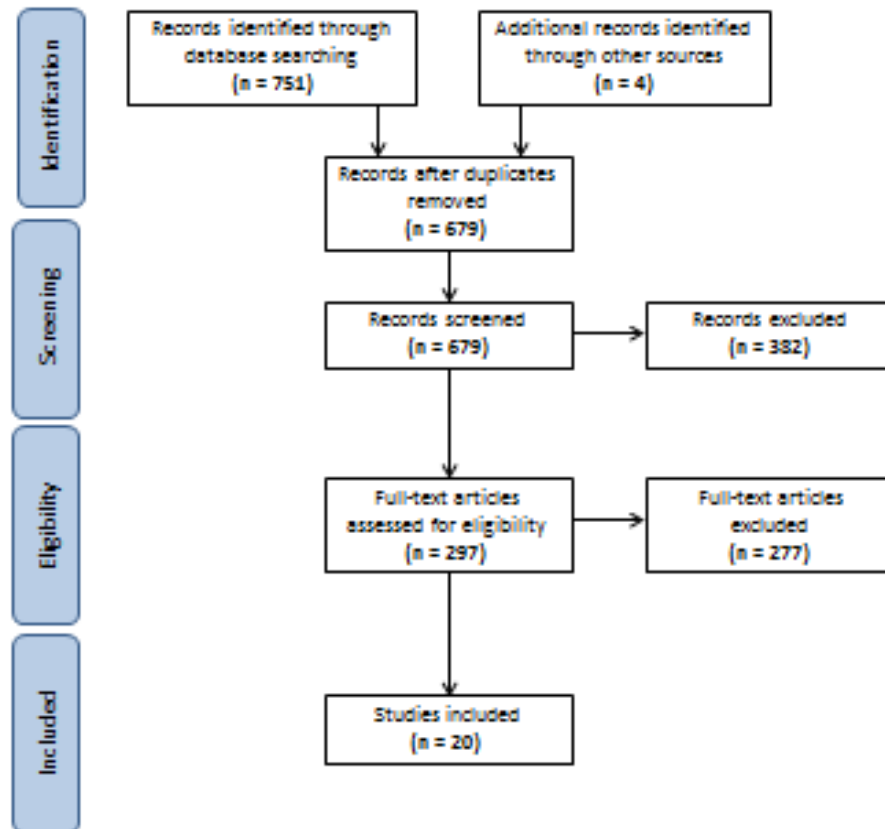 Identification
Records identified through
database searching
(n = 751)
Additional records identified
through other sources
(n = 4)
Records after duplicates
removed
(n = 679)
Screening
Records screened
(n = 679)
Records excluded
(n = 382)
Eligibility
Full-text articles
assessed for eligibility
(n = 297)
Full-text articles
excluded
(n = 277)
Included
Studies included
(n = 20)